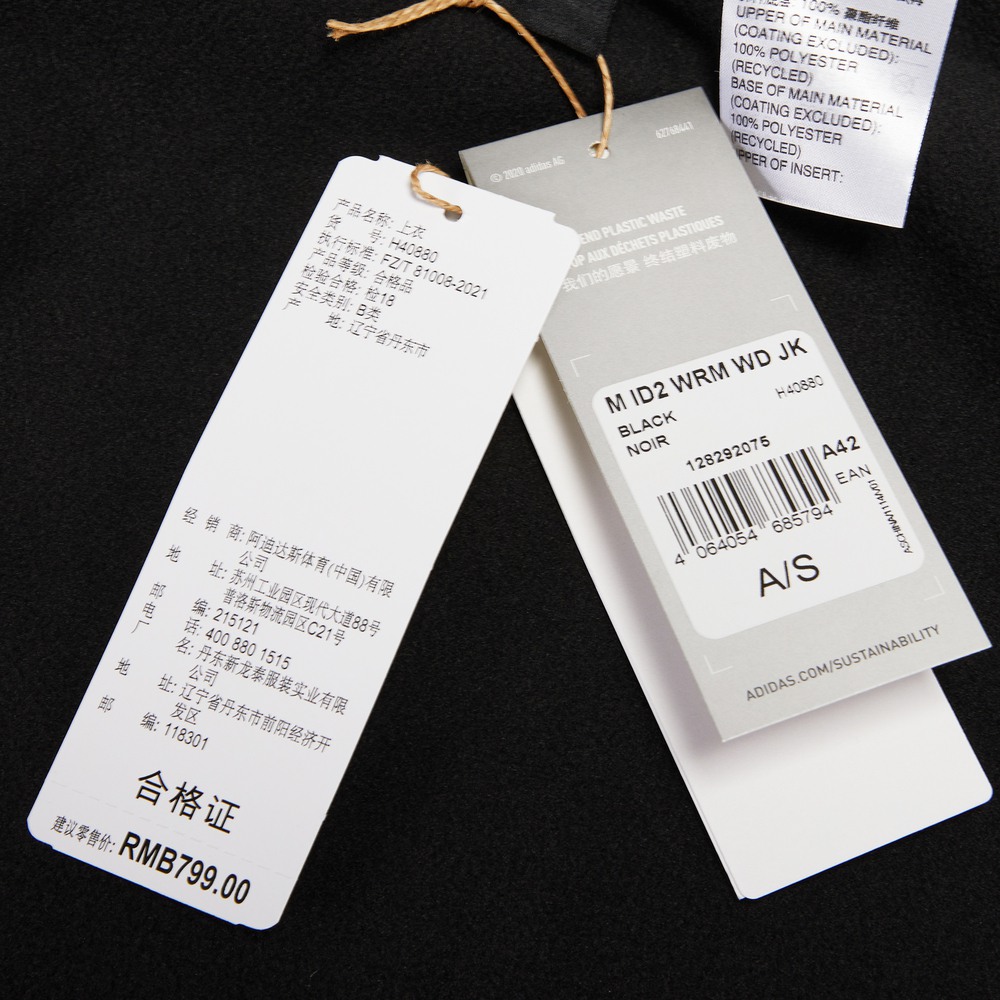 产品名称: 上衣
货 号: H40880
执行标准: FZ/T 81008-2021
产品等级: 合格品
检验合格: 检18
安全类别: B类
产 地: 辽宁省丹东市
经 销 商: 阿迪达斯体育(中国)有限
公司
地 址: 苏州工业园区现代大道88号
普洛斯物流园区C21号
邮 编: 215121
电 话: 400 880 1515
厂 名: 丹东新龙泰服装实业有限
公司
地 址: 辽宁省丹东市前阳经济开
发区
邮 编: 118301
合格证
建议零售价: RMB799.00
© 2020 adidas AG
62768441
END PLASTIC WASTE
AUX DÉCHETS PLASTIQUES
我们的愿景 终结塑料废物
M ID2 WRM WD JK
BLACK
H40880
NOIR
128292075
A42
EAN
4 064054 685794
A/S
ADIDAS.COM/SUSTAINABILITY
100% 聚酯纤维
UPPER OF MAIN MATERIAL
(COATING EXCLUDED):
100% POLYESTER
(RECYCLED)
BASE OF MAIN MATERIAL
(COATING EXCLUDED):
100% POLYESTER
(RECYCLED)
UPPER OF INSERT: